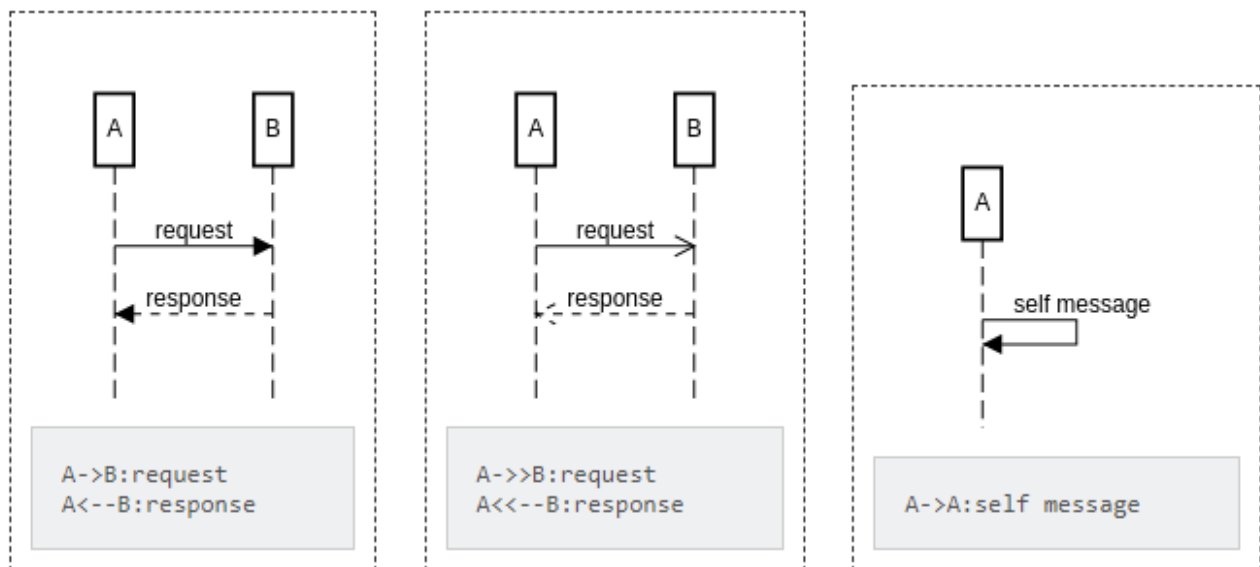 A
B
request
response
A->B:request
A<--B:response
A
B
request
response
A->>B:request
A<<--B:response
A
self message
A->A:self message